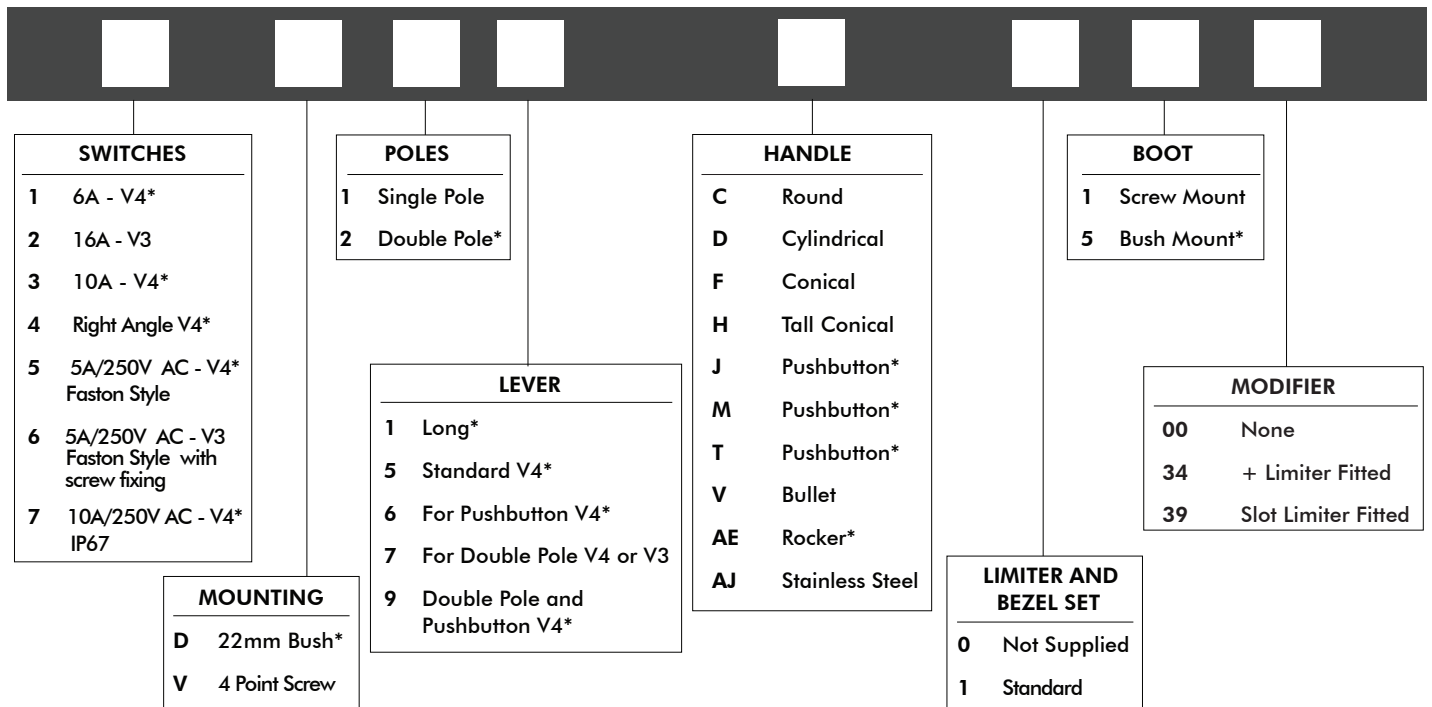 SWITCHES
1 6A - V4*
2 16A - V3
3 10A - V4*
4 Right Angle V4*
5 5A/250V AC - V4*
Faston Style
6 5A/250V AC - V3
Faston Style with
screw fixing
7 10A/250V AC - V4*
IP67
MOUNTING
D 22mm Bush*
V 4 Point Screw
POLES
1 Single Pole
2 Double Pole*
LEVER
1 Long*
5 Standard V4*
6 For Pushbutton V4*
7 For Double Pole V4 or V3
9 Double Pole and
Pushbutton V4*
HANDLE
C Round
D Cylindrical
F Conical
H Tall Conical
J Pushbutton*
M Pushbutton*
T Pushbutton*
V Bullet
AE Rocker*
AJ Stainless Steel
LIMITER AND
BEZEL SET
0 Not Supplied
1 Standard
BOOT
1 Screw Mount
5 Bush Mount*
MODIFIER
00 None
34 + Limiter Fitted
39 Slot Limiter Fitted